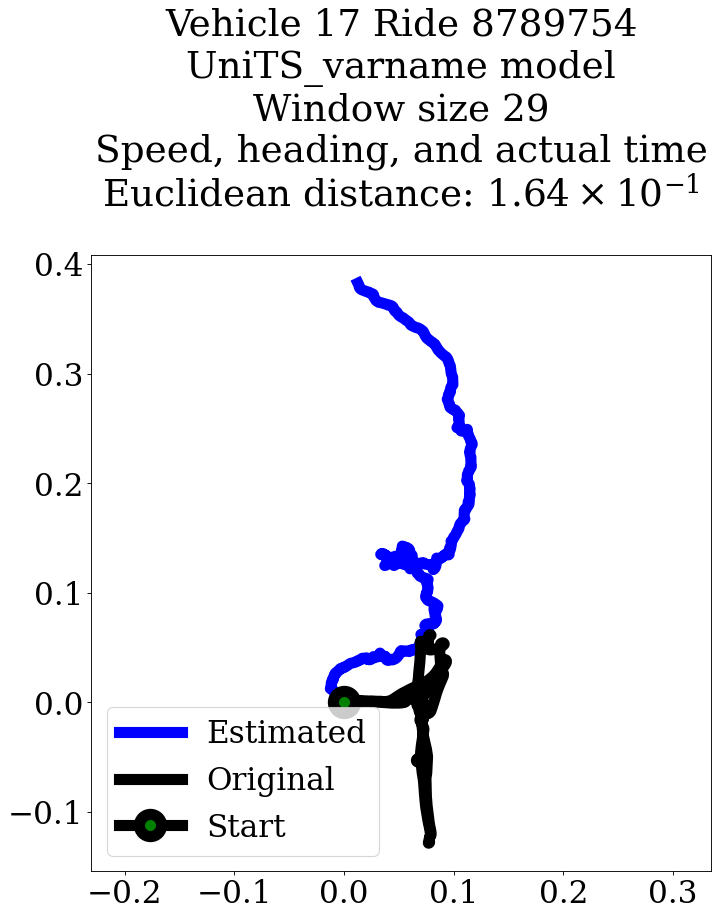 Vehicle 17 Ride 8789754
UniTS_varname model
Window size 29
Speed, heading, and actual time
Euclidean distance: 1.64 × 10⁻¹
0.4
0.3
0.2
0.1
0.0
−0.1
Estimated
Original
Start
−0.2 −0.1 0.0 0.1 0.2 0.3